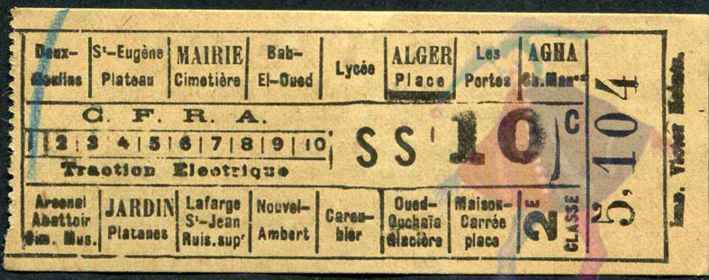 Deux-Moulins | St-Eugène Plateau | MAIRIE Cimetière | Bab-El-Oued | Lycée | ALGER Place | Les Portes | AGHA
C. F. R. A.
1 2 3 4 5 6 7 8 9 10
Traction Electrique
SS 10 C
Arsenal Abattoir | JARDIN Platanes | Lafarge St-Jean Ruis. supr | Nouvel-Ambert | Caroubier | Oued-Ouchaïa Glacière | Maison-Carrée place | 2E CLASSE
5,104
Imp. Victor